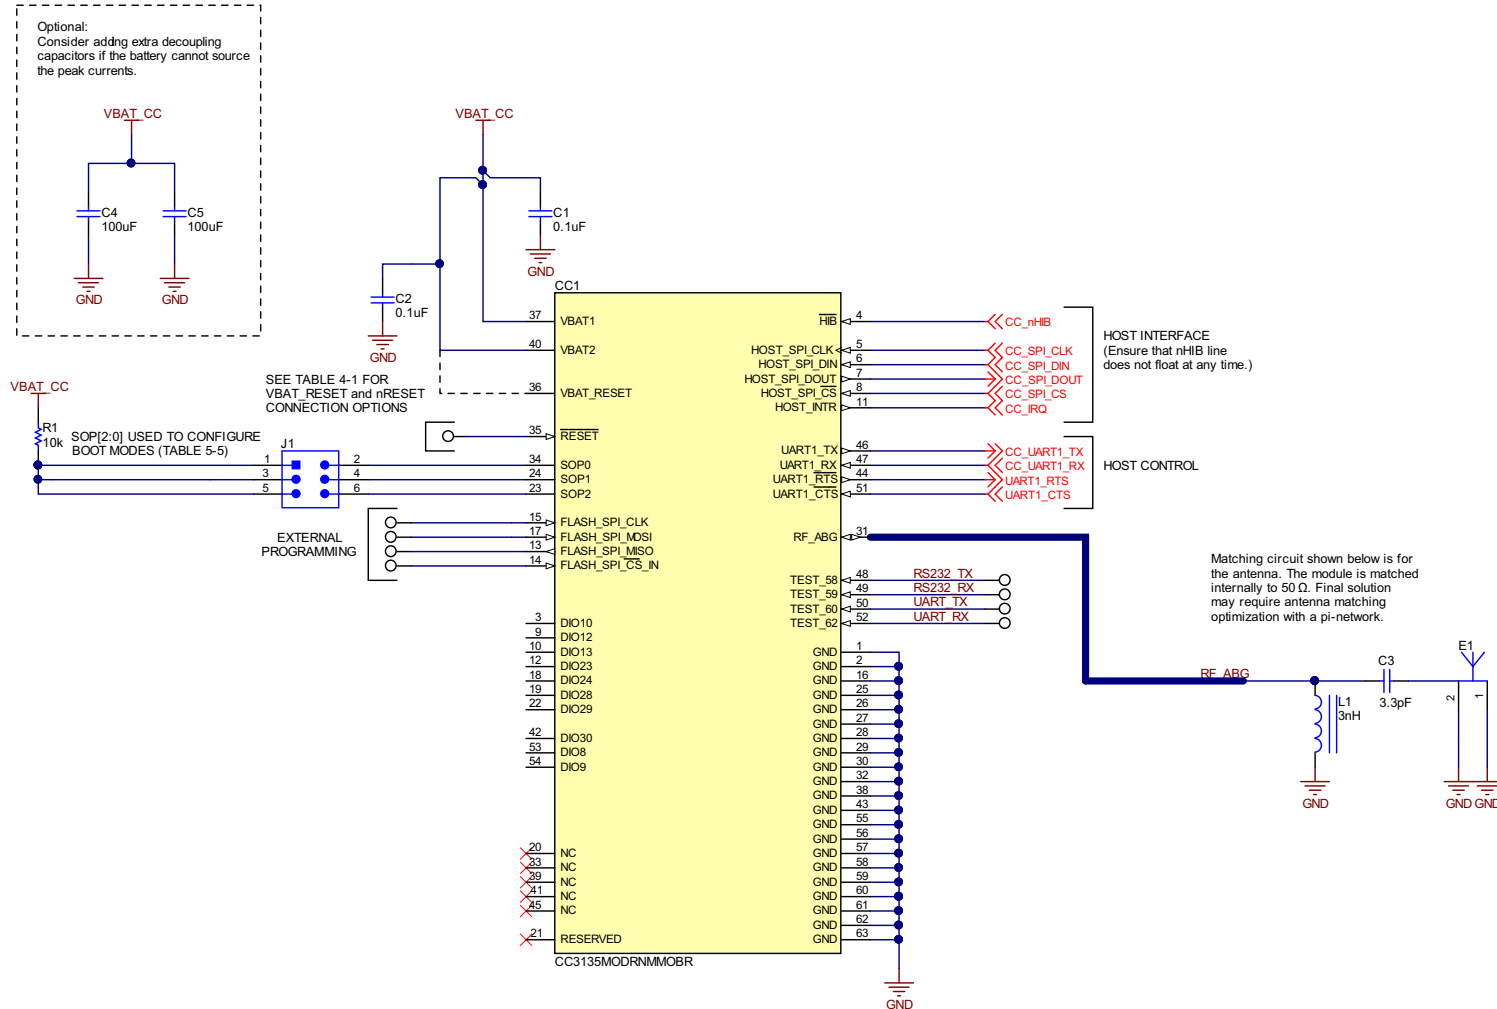 Optional:
Consider adding extra decoupling
capacitors if the battery cannot source
the peak currents.
VBAT_CC
C4
100uF
C5
100uF
GND
GND
VBAT_CC
C1
0.1uF
GND
C2
0.1uF
GND
VBAT_CC
R1
10k
SOP[2:0] USED TO CONFIGURE
BOOT MODES (TABLE 5-5)
SEE TABLE 4-1 FOR
VBAT_RESET and nRESET
CONNECTION OPTIONS
J1
1
2
3
4
5
6
EXTERNAL
PROGRAMMING
CC1
37 VBAT1
40 VBAT2
36 VBAT_RESET
35 RESET
34 SOP0
24 SOP1
23 SOP2
15 FLASH_SPI_CLK
17 FLASH_SPI_MOSI
13 FLASH_SPI_MISO
14 FLASH_SPI_CS_IN
3 DIO10
9 DIO12
10 DIO13
12 DIO23
18 DIO24
19 DIO28
22 DIO29
42 DIO30
53 DIO8
54 DIO9
20 NC
33 NC
39 NC
41 NC
45 NC
21 RESERVED
CC3135MODRNMMOBR
HIB 4 CC_nHIB
HOST_SPI_CLK 5 CC_SPI_CLK
HOST_SPI_DIN 6 CC_SPI_DIN
HOST_SPI_DOUT 7 CC_SPI_DOUT
HOST_SPI_CS 8 CC_SPI_CS
HOST_INTR 11 CC_IRQ
HOST INTERFACE
(Ensure that nHIB line
does not float at any time.)
UART1_TX 46 CC_UART1_TX
UART1_RX 47 CC_UART1_RX
UART1_RTS 44 UART1_RTS
UART1_CTS 51 UART1_CTS
HOST CONTROL
RF_ABG 31
TEST_58 48 RS232_TX
TEST_59 49 RS232_RX
TEST_60 50 UART_TX
TEST_62 52 UART_RX
GND 1
GND 2
GND 16
GND 25
GND 26
GND 27
GND 28
GND 29
GND 30
GND 32
GND 38
GND 43
GND 55
GND 56
GND 57
GND 58
GND 59
GND 60
GND 61
GND 62
GND 63
GND
Matching circuit shown below is for
the antenna. The module is matched
internally to 50 Ω. Final solution
may require antenna matching
optimization with a pi-network.
RF_ABG
L1
3nH
GND
C3
3.3pF
E1
2
1
GND GND